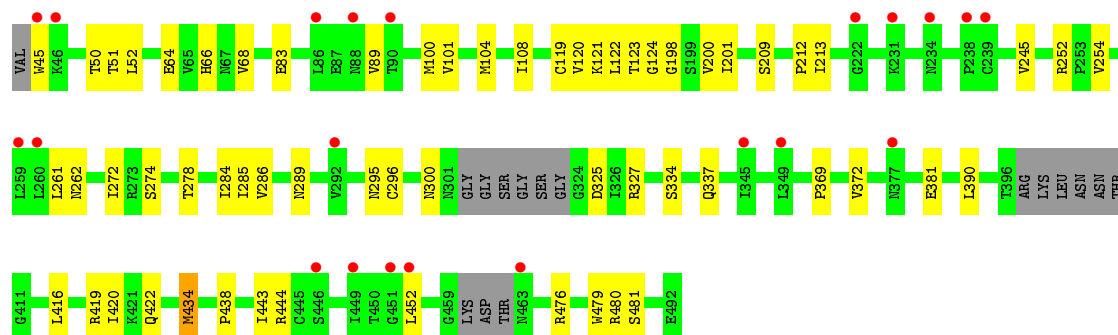 VAL W45 K46 T50 T51 L52 E64 V65 H66 N67 V68 E83 L86 E87 N88 V89 T90 M100 V101 M104 I108 C119 V120 K121 L122 T123 G124 G198 S199 V200 I201 S209 P212 I213 G222 K231 N234 P238 C239 V245 R252 P253 V254
L259 L260 L261 N262 I272 R273 S274 T278 I284 I285 V286 N289 V292 N295 C296 N300 N301 GLY GLY SER GLY SER GLY G324 D325 I326 R327 S334 Q337 I345 L349 P369 V372 N377 E381 L390 T396 ARG LYS LEU ASN ASN THR
G411 L416 R419 I420 K421 Q422 M434 P438 I443 R444 C445 S446 I449 T450 G451 L452 G459 LYS ASP THR N463 R476 W479 R480 S481 E492